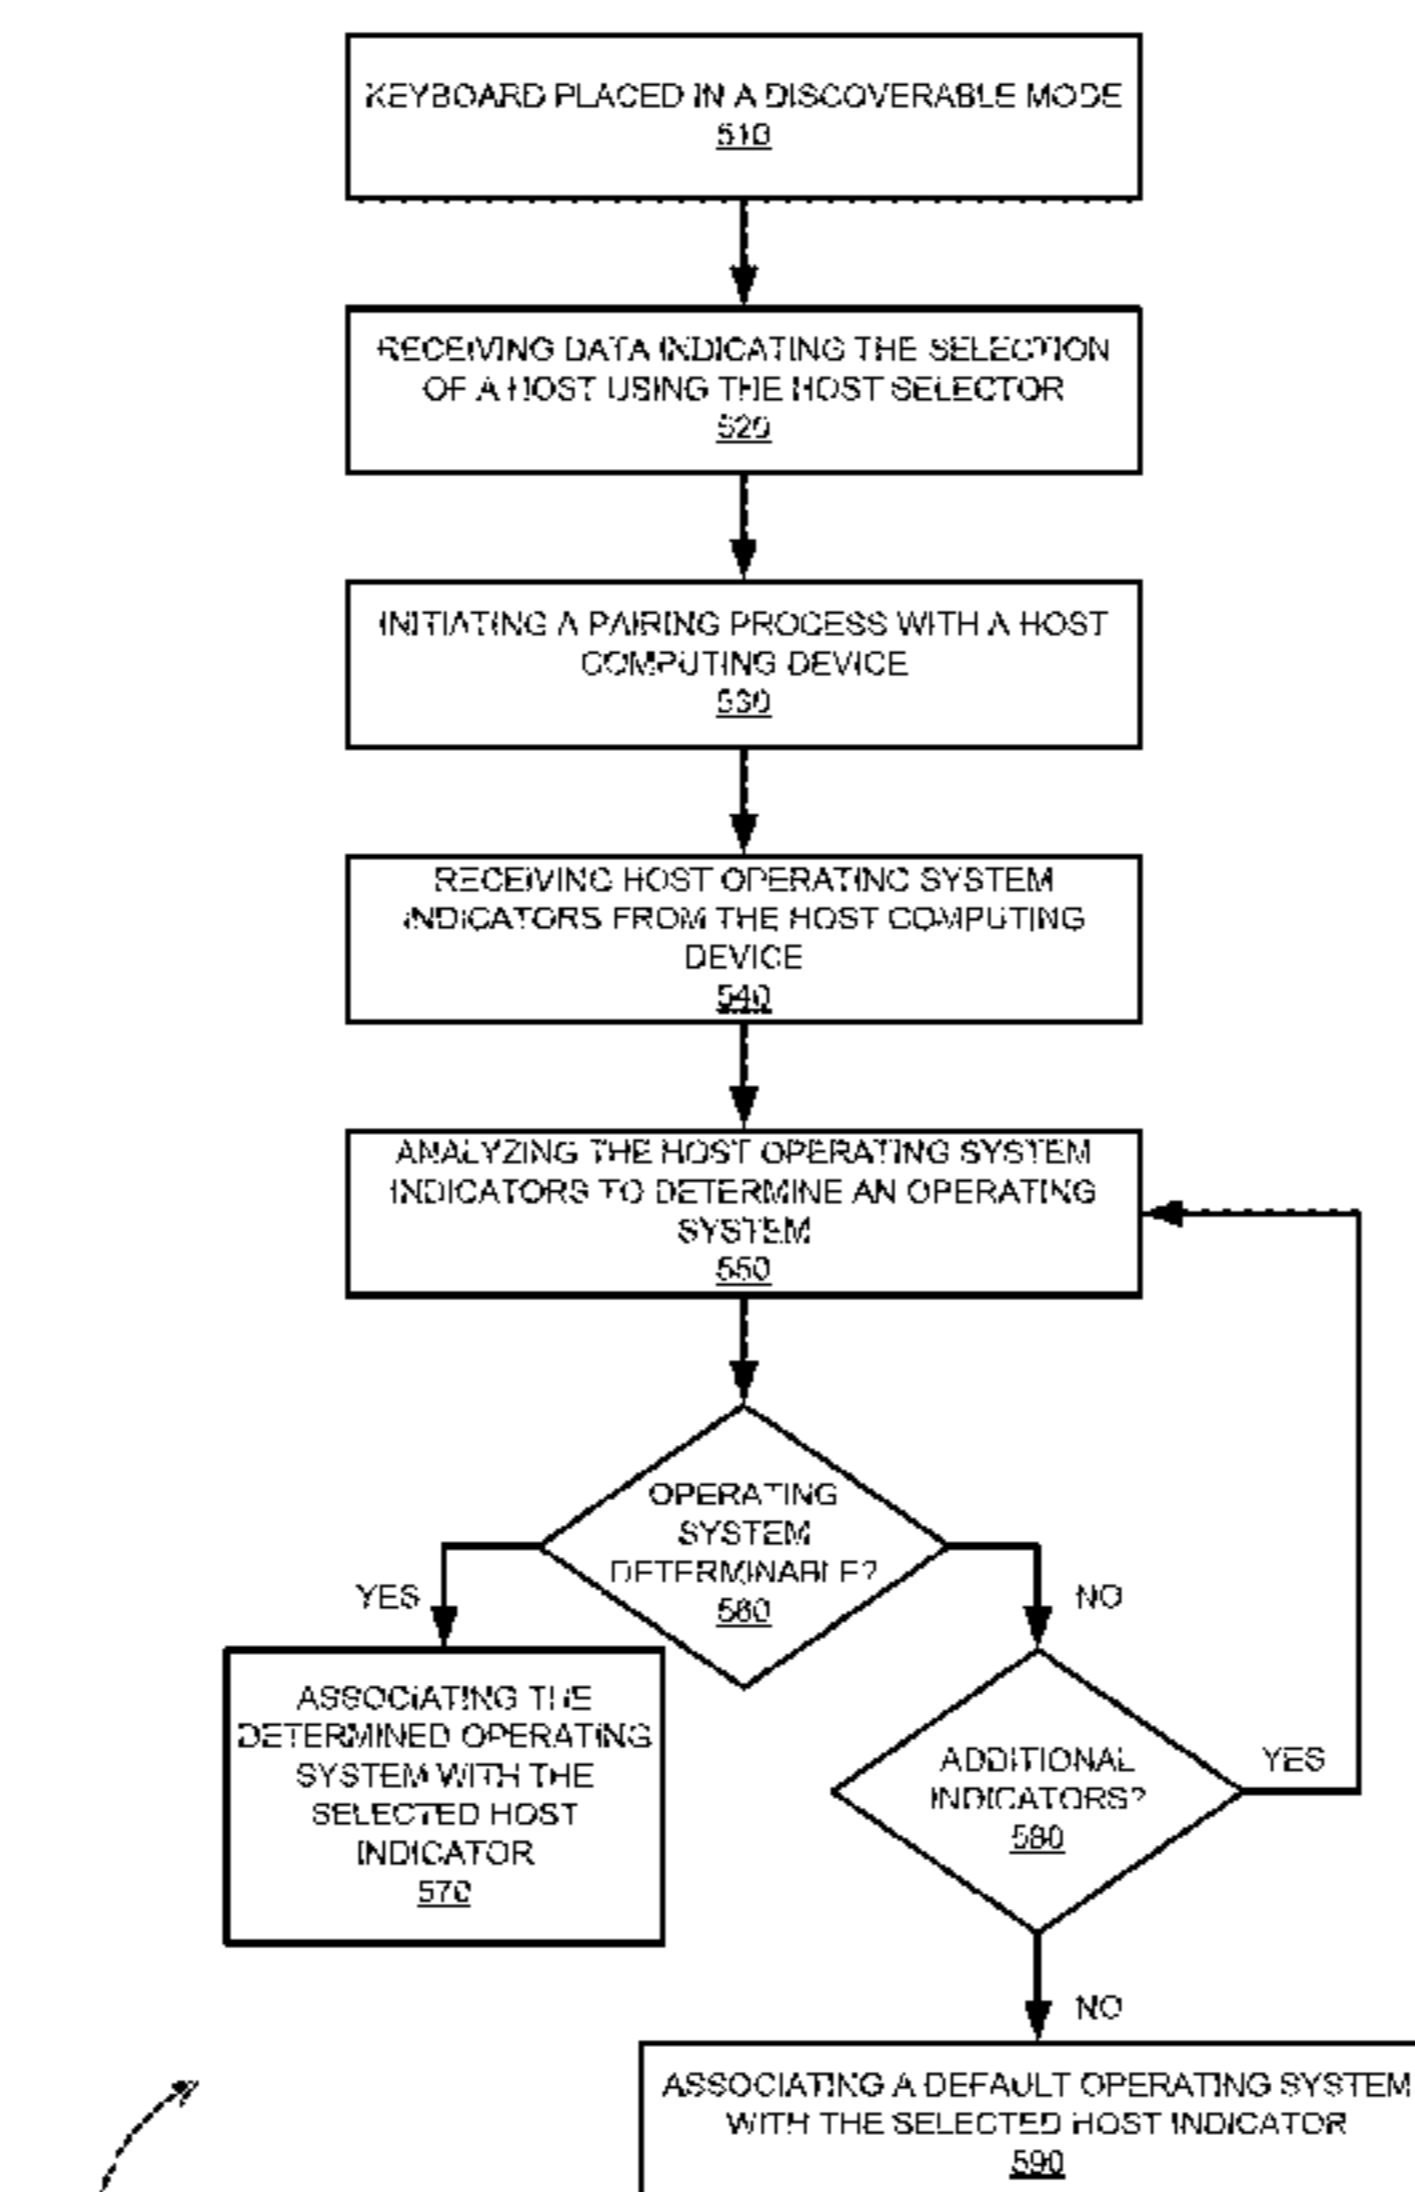 KEYBOARD PLACED IN A DISCOVERABLE MODE
510
RECEIVING DATA INDICATING THE SELECTION
OF A HOST USING THE HOST SELECTOR
520
INITIATING A PAIRING PROCESS WITH A HOST
COMPUTING DEVICE
530
RECEIVING HOST OPERATING SYSTEM
INDICATORS FROM THE HOST COMPUTING
DEVICE
540
ANALYZING THE HOST OPERATING SYSTEM
INDICATORS TO DETERMINE AN OPERATING
SYSTEM
550
OPERATING
SYSTEM
DETERMINABLE?
560
YES
NO
ASSOCIATING THE
DETERMINED OPERATING
SYSTEM WITH THE
SELECTED HOST
INDICATOR
570
ADDITIONAL
INDICATORS?
580
YES
NO
ASSOCIATING A DEFAULT OPERATING SYSTEM
WITH THE SELECTED HOST INDICATOR
590